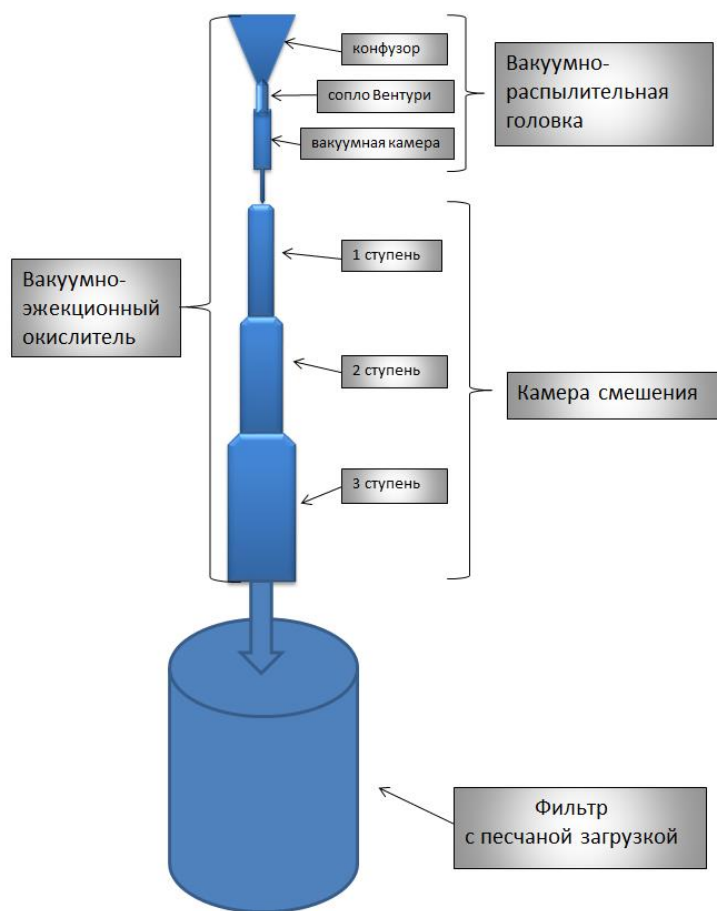 конфузор
сопло Вентури
вакуумная камера
Вакуумно-
распылительная
головка
1 ступень
Вакуумно-
эжекционный
окислитель
2 ступень
Камера смешения
3 ступень
Фильтр
с песчаной загрузкой